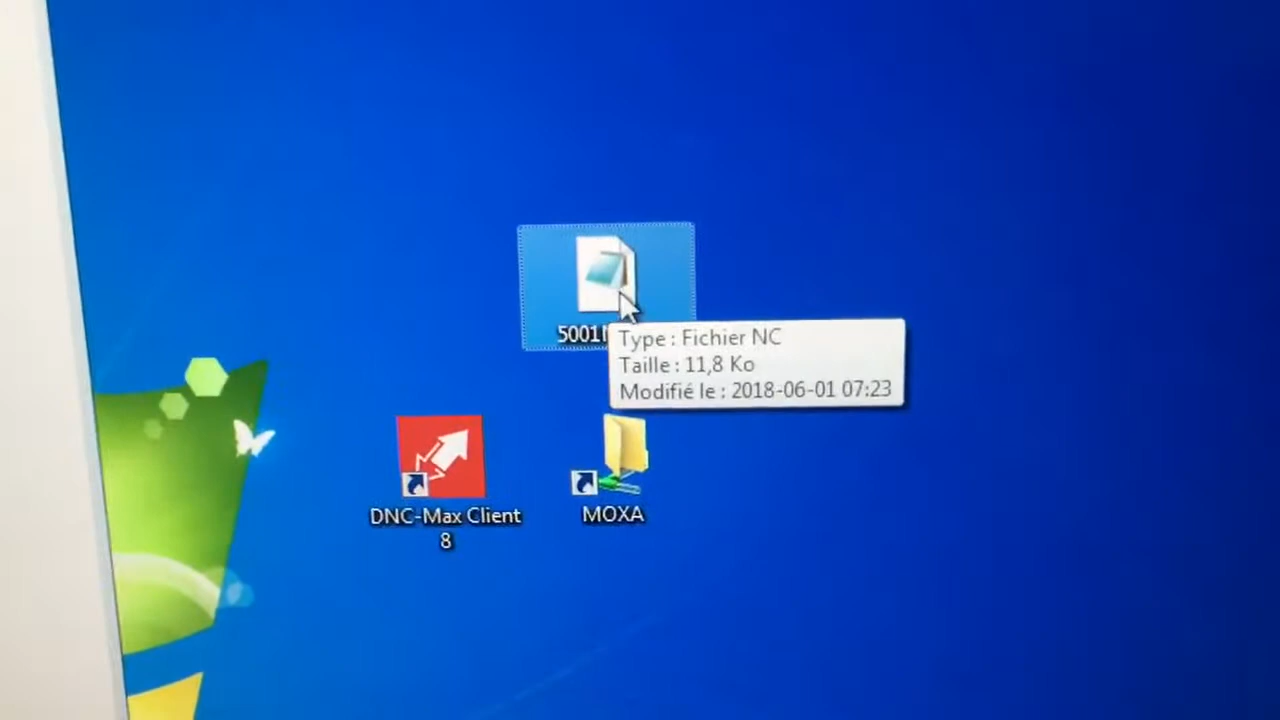 5001
Type : Fichier NC
Taille : 11,8 Ko
Modifié le : 2018-06-01 07:23
DNC-Max Client
8
MOXA